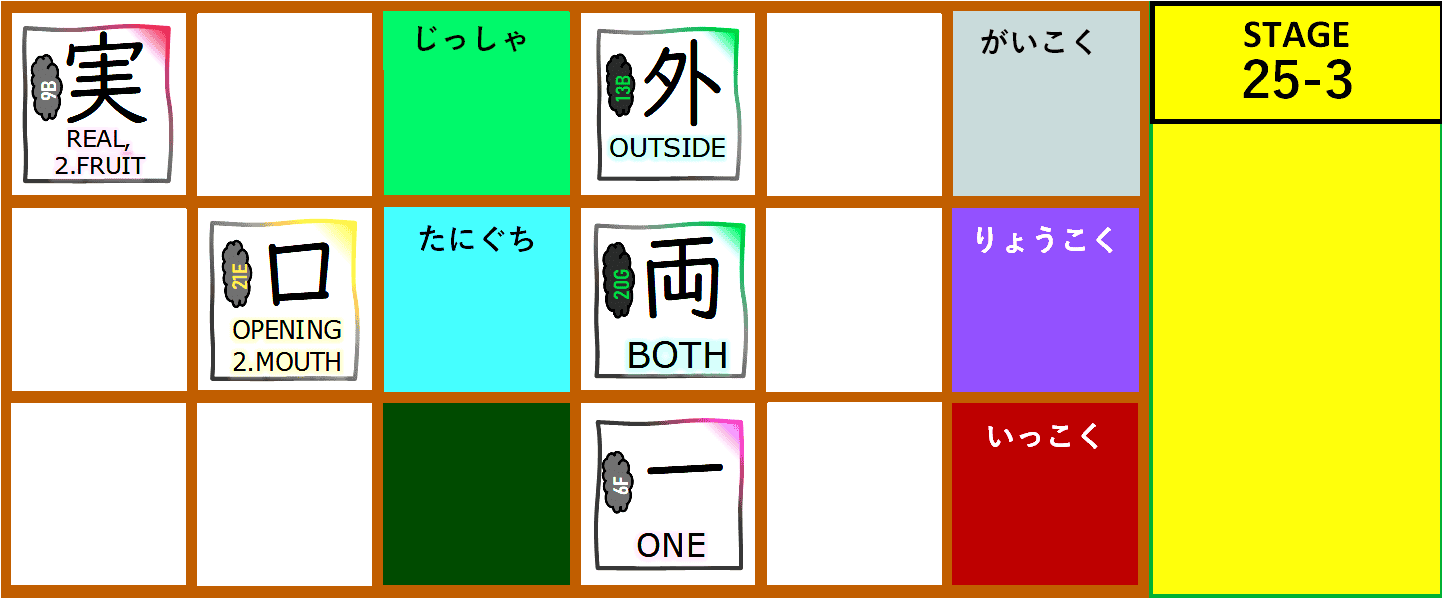 実
9B
REAL,
2.FRUIT
じっしゃ
外
13B
OUTSIDE
がいこく
STAGE
25-3
口
21E
OPENING
2.MOUTH
たにぐち
両
20G
BOTH
りょうこく
一
6F
ONE
いっこく